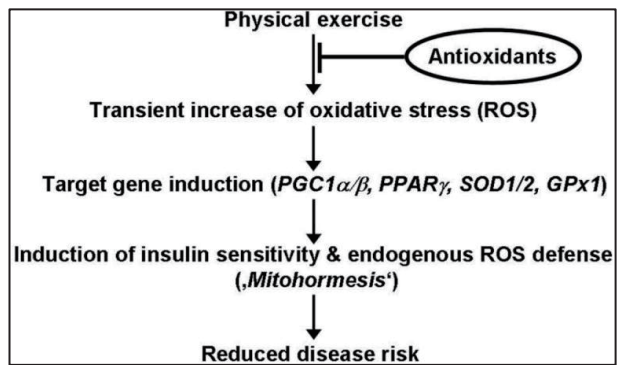 Physical exercise
Antioxidants
Transient increase of oxidative stress (ROS)
Target gene induction (PGC1α/β, PPARγ, SOD1/2, GPx1)
Induction of insulin sensitivity & endogenous ROS defense
(‚Mitohormesis‘)
Reduced disease risk